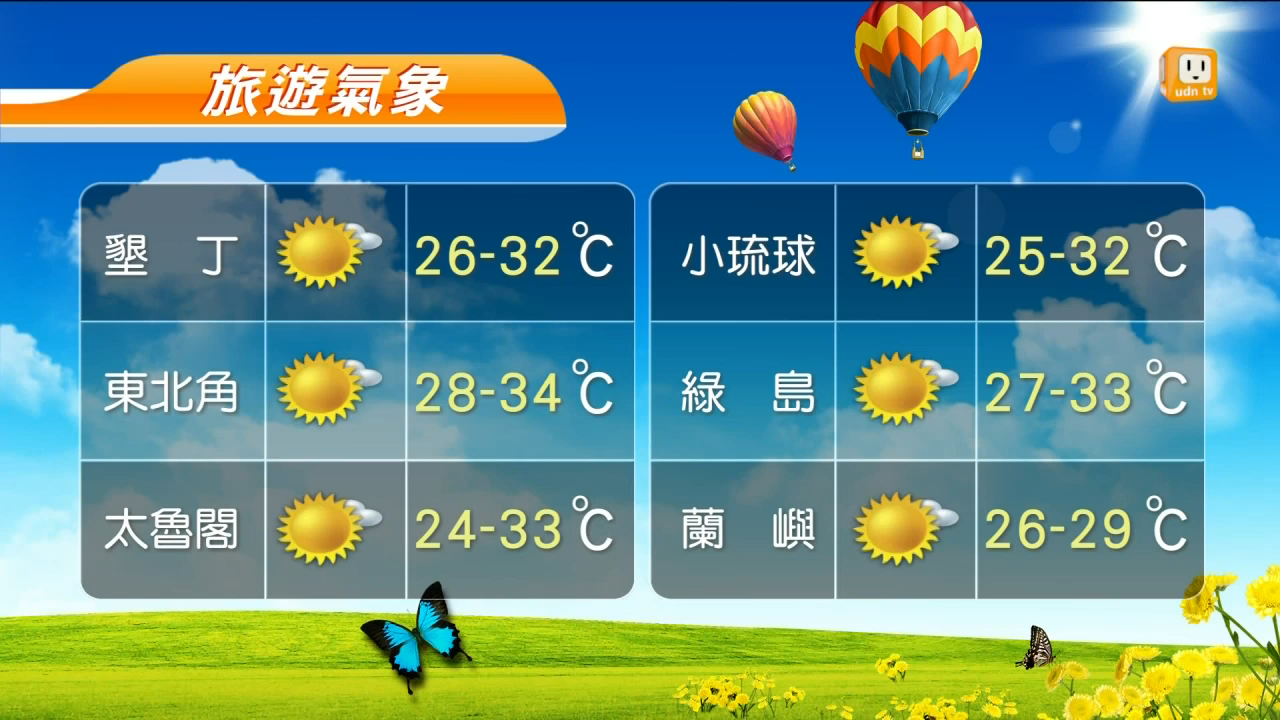 旅遊氣象
udn tv
墾丁 26-32℃
東北角 28-34℃
太魯閣 24-33℃
小琉球 25-32℃
綠島 27-33℃
蘭嶼 26-29℃